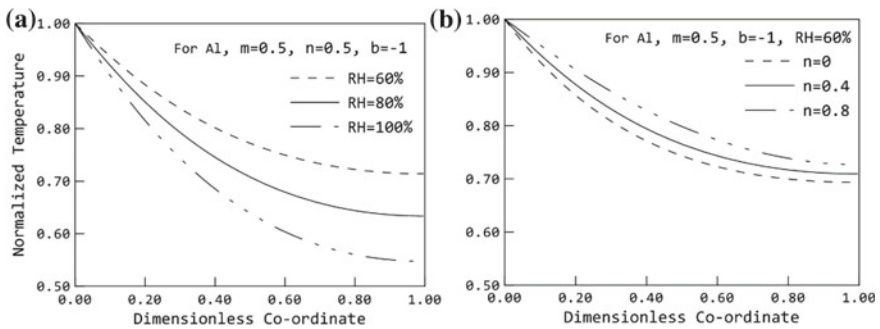 (a)
1.00
0.90
0.80
0.70
0.60
0.50
Normalized Temperature
For Al, m=0.5, n=0.5, b=-1
RH=60%
RH=80%
RH=100%
0.00 0.20 0.40 0.60 0.80 1.00
Dimensionless Co-ordinate
(b)
1.00
0.90
0.80
0.70
0.60
0.50
For Al, m=0.5, b=-1, RH=60%
n=0
n=0.4
n=0.8
0.00 0.20 0.40 0.60 0.80 1.00
Dimensionless Co-ordinate